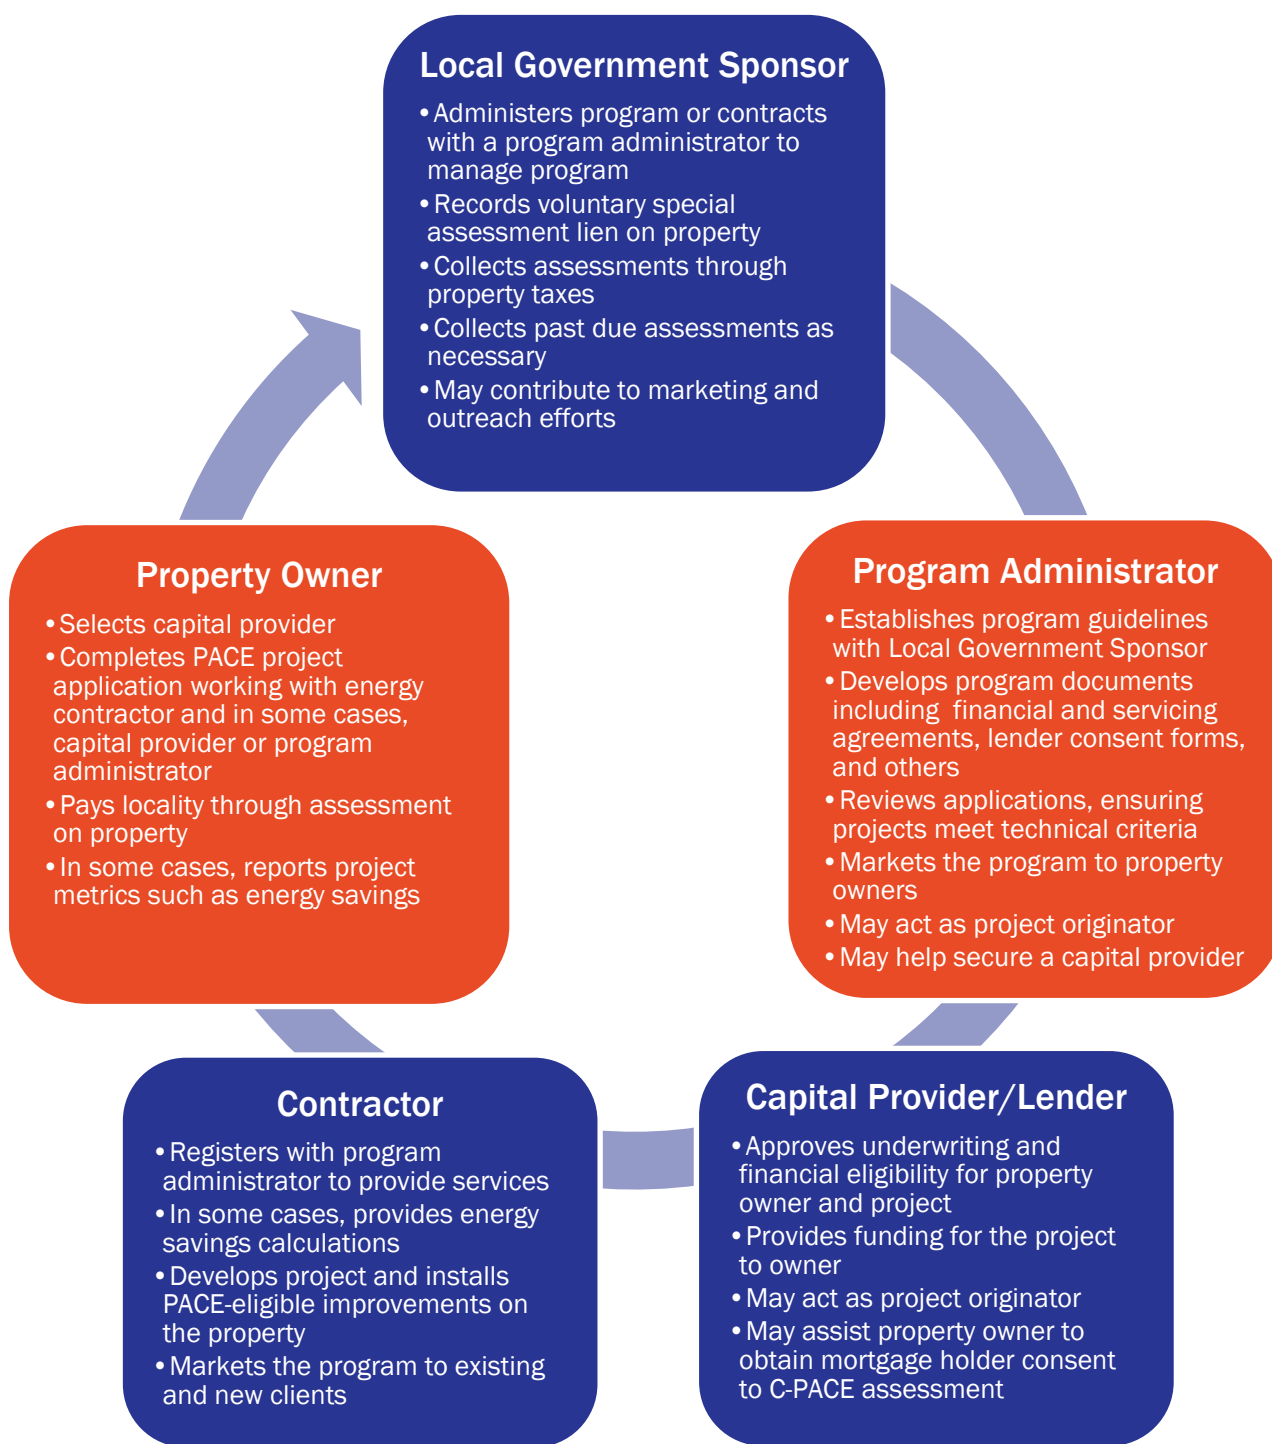 Local Government Sponsor
• Administers program or contracts
with a program administrator to
manage program
• Records voluntary special
assessment lien on property
• Collects assessments through
property taxes
• Collects past due assessments as
necessary
• May contribute to marketing and
outreach efforts
Program Administrator
• Establishes program guidelines
with Local Government Sponsor
• Develops program documents
including financial and servicing
agreements, lender consent forms,
and others
• Reviews applications, ensuring
projects meet technical criteria
• Markets the program to property
owners
• May act as project originator
• May help secure a capital provider
Capital Provider/Lender
• Approves underwriting and
financial eligibility for property
owner and project
• Provides funding for the project
to owner
• May act as project originator
• May assist property owner to
obtain mortgage holder consent
to C-PACE assessment
Contractor
• Registers with program
administrator to provide services
• In some cases, provides energy
savings calculations
• Develops project and installs
PACE-eligible improvements on
the property
• Markets the program to existing
and new clients
Property Owner
• Selects capital provider
• Completes PACE project
application working with energy
contractor and in some cases,
capital provider or program
administrator
• Pays locality through assessment
on property
• In some cases, reports project
metrics such as energy savings